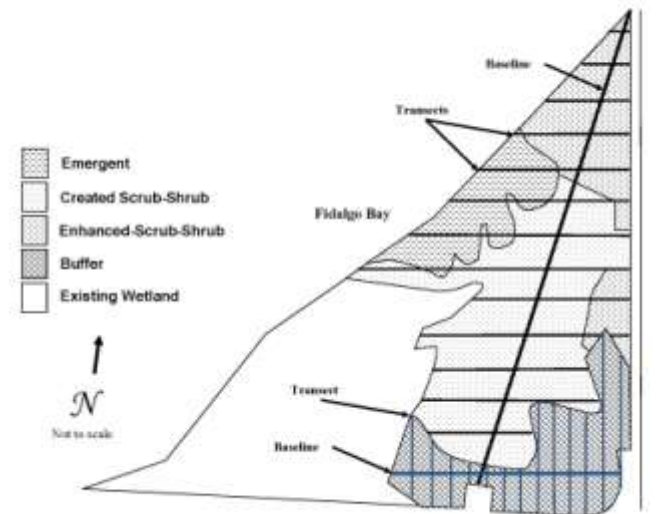 Baseline
Transects
Emergent
Created Scrub-Shrub
Enhanced-Scrub-Shrub
Fidalgo Bay
Buffer
Existing Wetland
N
Not to scale
Transect
Baseline